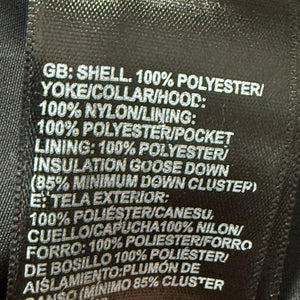 GB: SHELL. 100% POLYESTER/
YOKE/COLLAR/HOOD:
100% NYLON/LINING:
100% POLYESTER/POCKET
LINING: 100% POLYESTER/
INSULATION GOOSE DOWN
(85% MINIMUM DOWN CLUSTER)
E: TELA EXTERIOR:
100% POLIÉSTER/CANESÚ,
CUELLO/CAPUCHA100% NILON/
FORRO: 100% POLIESTER/FORRO
DE BOSILLO 100% POLIÉSTER/
AISLAMIENTO:PLUMÓN DE
GANSO (MÍNIMO 85% CLUSTER